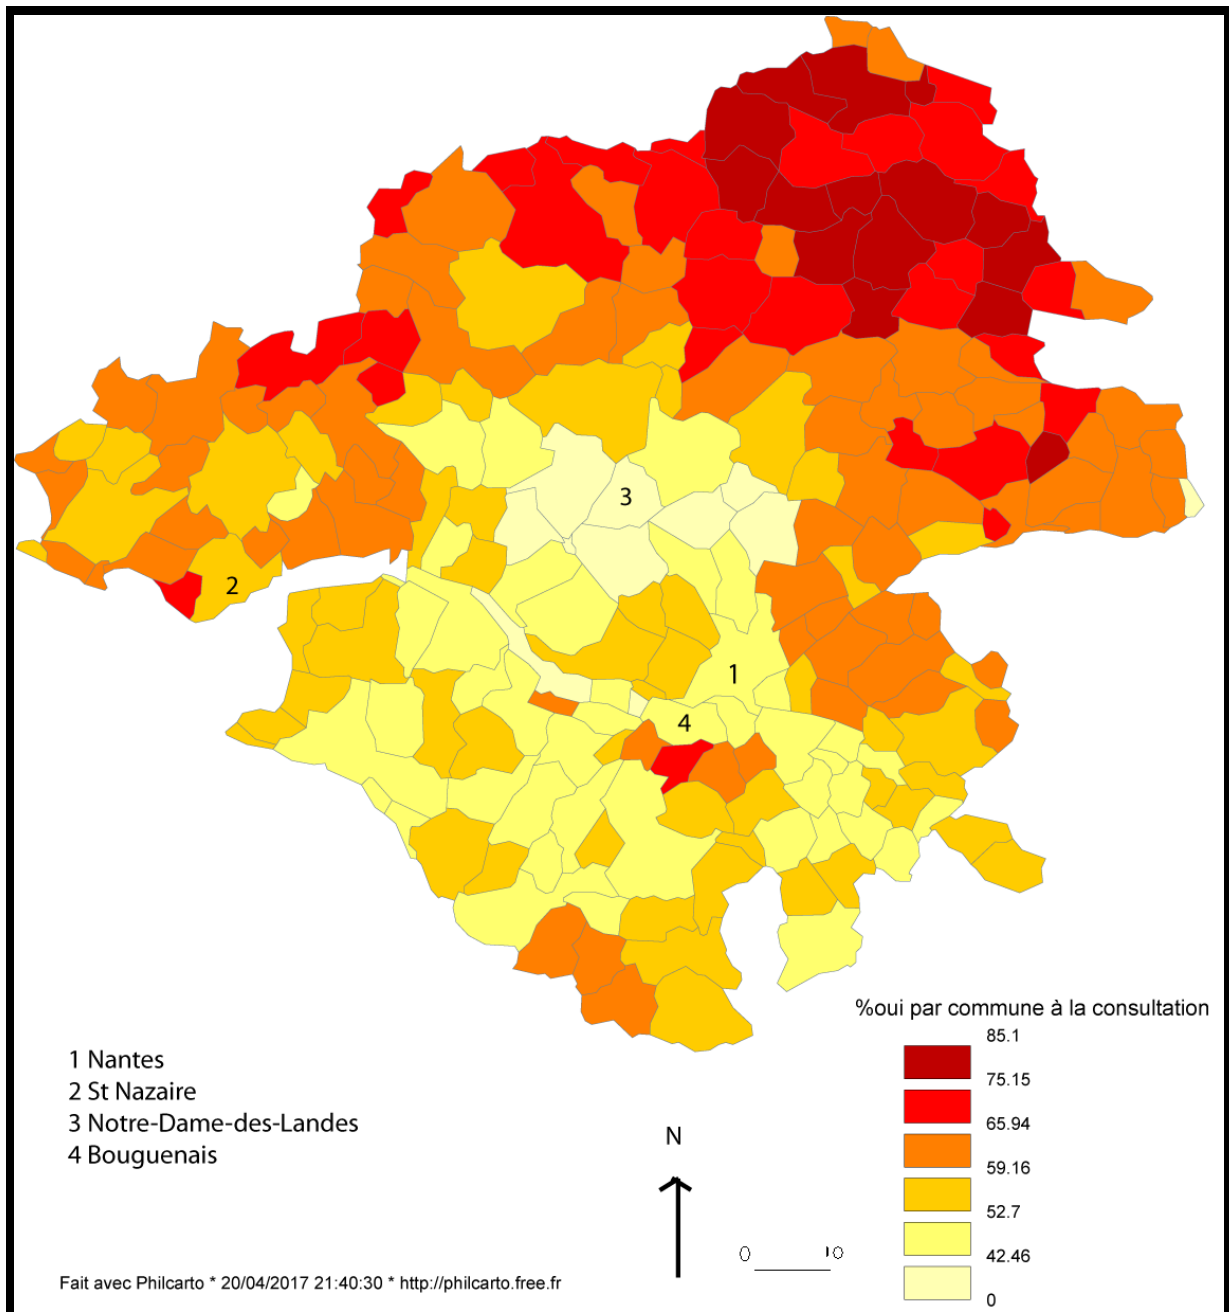 3
2
1
4
%oui par commune à la consultation
85.1
75.15
65.94
59.16
52.7
42.46
0
1 Nantes
2 St Nazaire
3 Notre-Dame-des-Landes
4 Bouguenais
N
0 10
Fait avec Philcarto * 20/04/2017 21:40:30 * http://philcarto.free.fr